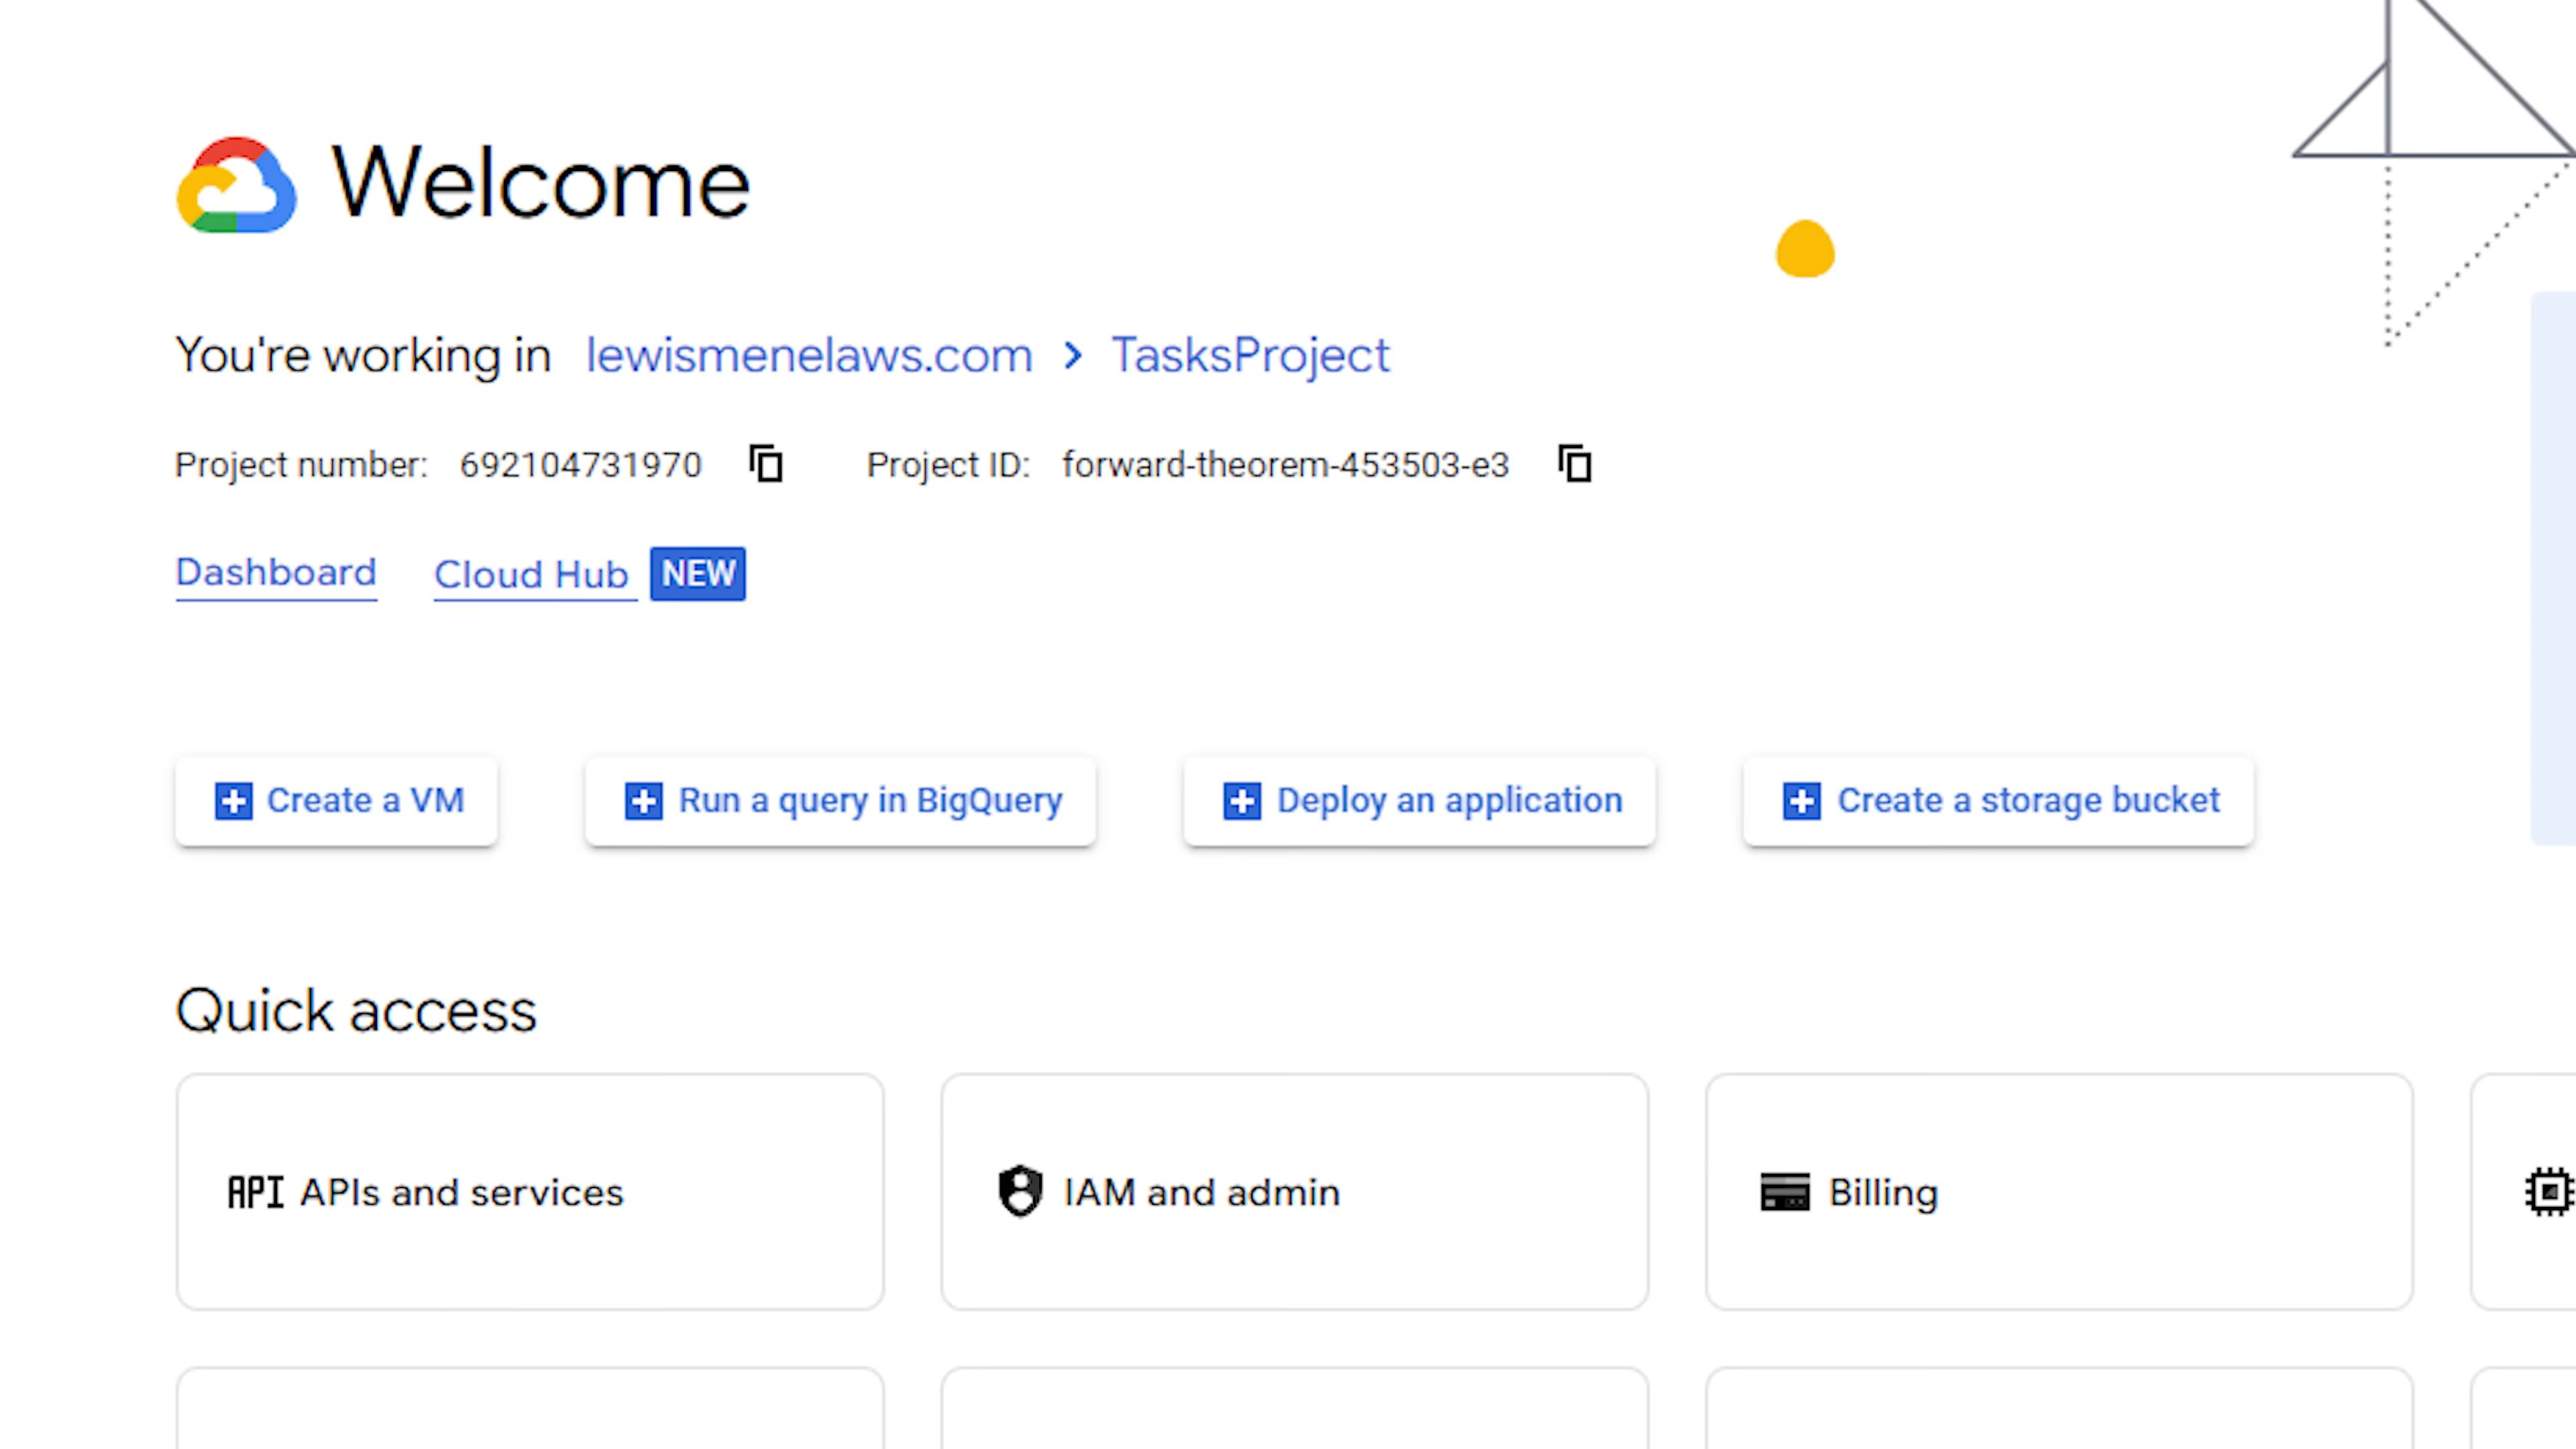 Welcome
You're working in lewismenelaws.com > TasksProject
Project number: 692104731970 Project ID: forward-theorem-453503-e3
Dashboard Cloud Hub NEW
Create a VM Run a query in BigQuery Deploy an application Create a storage bucket
Quick access
API APIs and services IAM and admin Billing